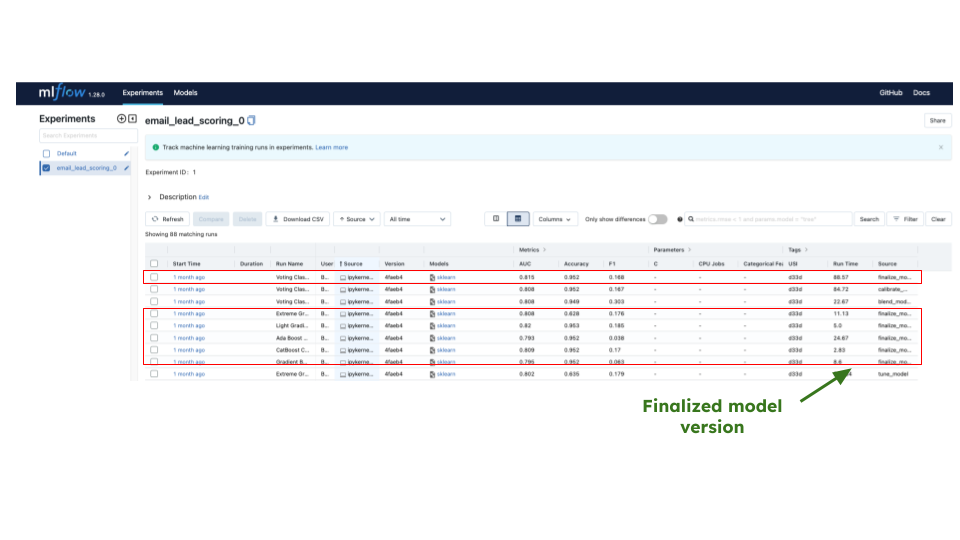 mlflow 1.28.0 Experiments Models GitHub Docs
Experiments email_lead_scoring_0 Share
Search Experiments
Default
email_lead_scoring_0
Track machine learning training runs in experiments. Learn more
Experiment ID: 1
Description Edit
Refresh Compare Delete Download CSV ↑ Source All time Columns Only show differences metrics.rmse < 1 and params.model = "tree" Search Filter Clear
Showing 88 matching runs
Metrics Parameters Tags
Start Time Duration Run Name User Source Version Models AUC Accuracy F1 C CPU Jobs Categorical Fea USI Run Time Source
1 month ago Voting Clas... B... ipykerne... 4faeb4 sklearn 0.815 0.952 0.168 - - - d33d 88.57 finalize_mo...
1 month ago Voting Clas... B... ipykerne... 4faeb4 sklearn 0.808 0.952 0.167 - - - d33d 84.72 calibrate_...
1 month ago Voting Clas... B... ipykerne... 4faeb4 sklearn 0.808 0.949 0.303 - - - d33d 22.67 blend_mod...
1 month ago Extreme Gr... B... ipykerne... 4faeb4 sklearn 0.808 0.628 0.176 - - - d33d 11.13 finalize_mo...
1 month ago Light Gradi... B... ipykerne... 4faeb4 sklearn 0.82 0.953 0.185 - - - d33d 5.0 finalize_mo...
1 month ago Ada Boost ... B... ipykerne... 4faeb4 sklearn 0.793 0.952 0.038 - - - d33d 24.67 finalize_mo...
1 month ago CatBoost C... B... ipykerne... 4faeb4 sklearn 0.809 0.952 0.17 - - - d33d 2.83 finalize_mo...
1 month ago Gradient B... B... ipykerne... 4faeb4 sklearn 0.795 0.952 0.063 - - - d33d 8.6 finalize_mo...
1 month ago Extreme Gr... B... ipykerne... 4faeb4 sklearn 0.802 0.635 0.179 - - - d33d tune_model
Finalized model
version